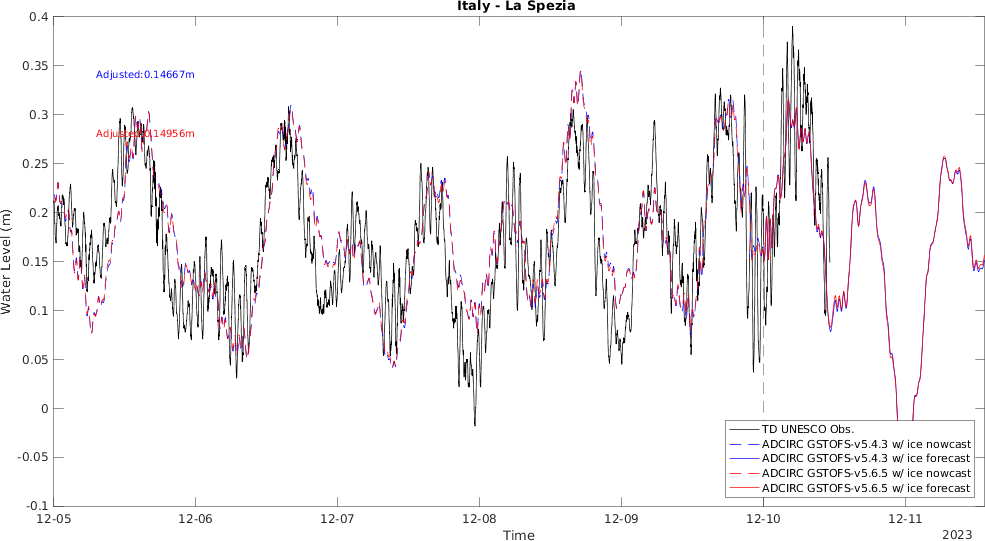 Italy - La Spezia
0.4
0.35
0.3
0.25
0.2
0.15
0.1
0.05
0
-0.05
-0.1
Water Level (m)
Adjusted:0.14667m
Adjusted:0.14956m
TD UNESCO Obs.
ADCIRC GSTOFS-v5.4.3 w/ ice nowcast
ADCIRC GSTOFS-v5.4.3 w/ ice forecast
ADCIRC GSTOFS-v5.6.5 w/ ice nowcast
ADCIRC GSTOFS-v5.6.5 w/ ice forecast
12-05 12-06 12-07 12-08 12-09 12-10 12-11
Time
2023